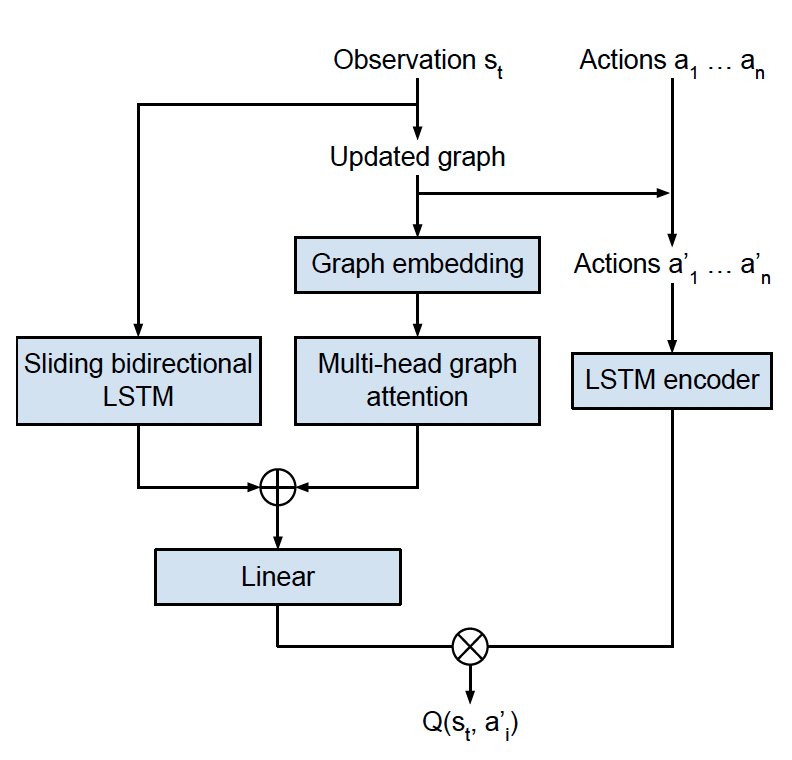 Observation s_t
Actions a_1 ... a_n
Updated graph
Graph embedding
Actions a’_1 ... a’_n
Sliding bidirectional
LSTM
Multi-head graph
attention
LSTM encoder
Linear
Q(s_t, a’_i)